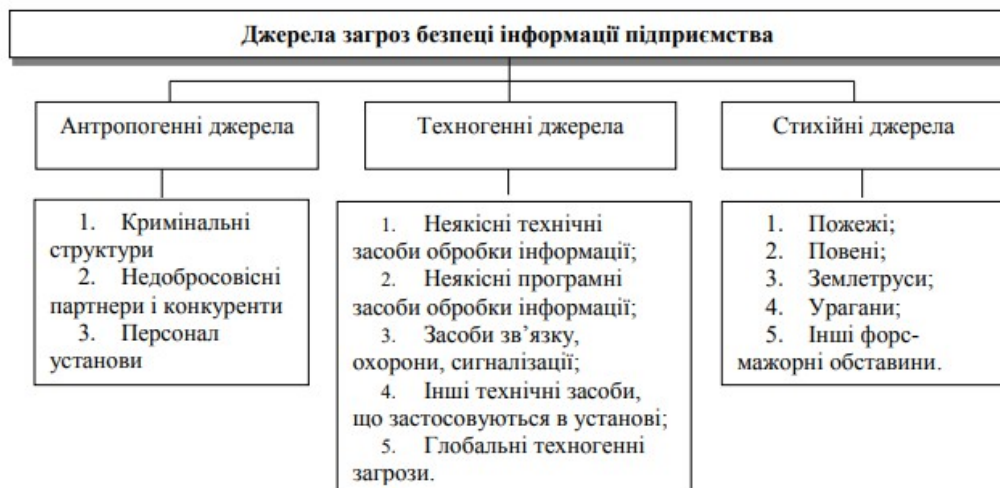 Джерела загроз безпеці інформації підприємства
Антропогенні джерела
Техногенні джерела
Стихійні джерела
1. Кримінальні
структури
2. Недобросовісні
партнери і конкуренти
3. Персонал
установи
1. Неякісні технічні
засоби обробки інформації;
2. Неякісні програмні
засоби обробки інформації;
3. Засоби зв’язку,
охорони, сигналізації;
4. Інші технічні засоби,
що застосовуються в установі;
5. Глобальні техногенні
загрози.
1. Пожежі;
2. Повені;
3. Землетруси;
4. Урагани;
5. Інші форс-
мажорні обставини.